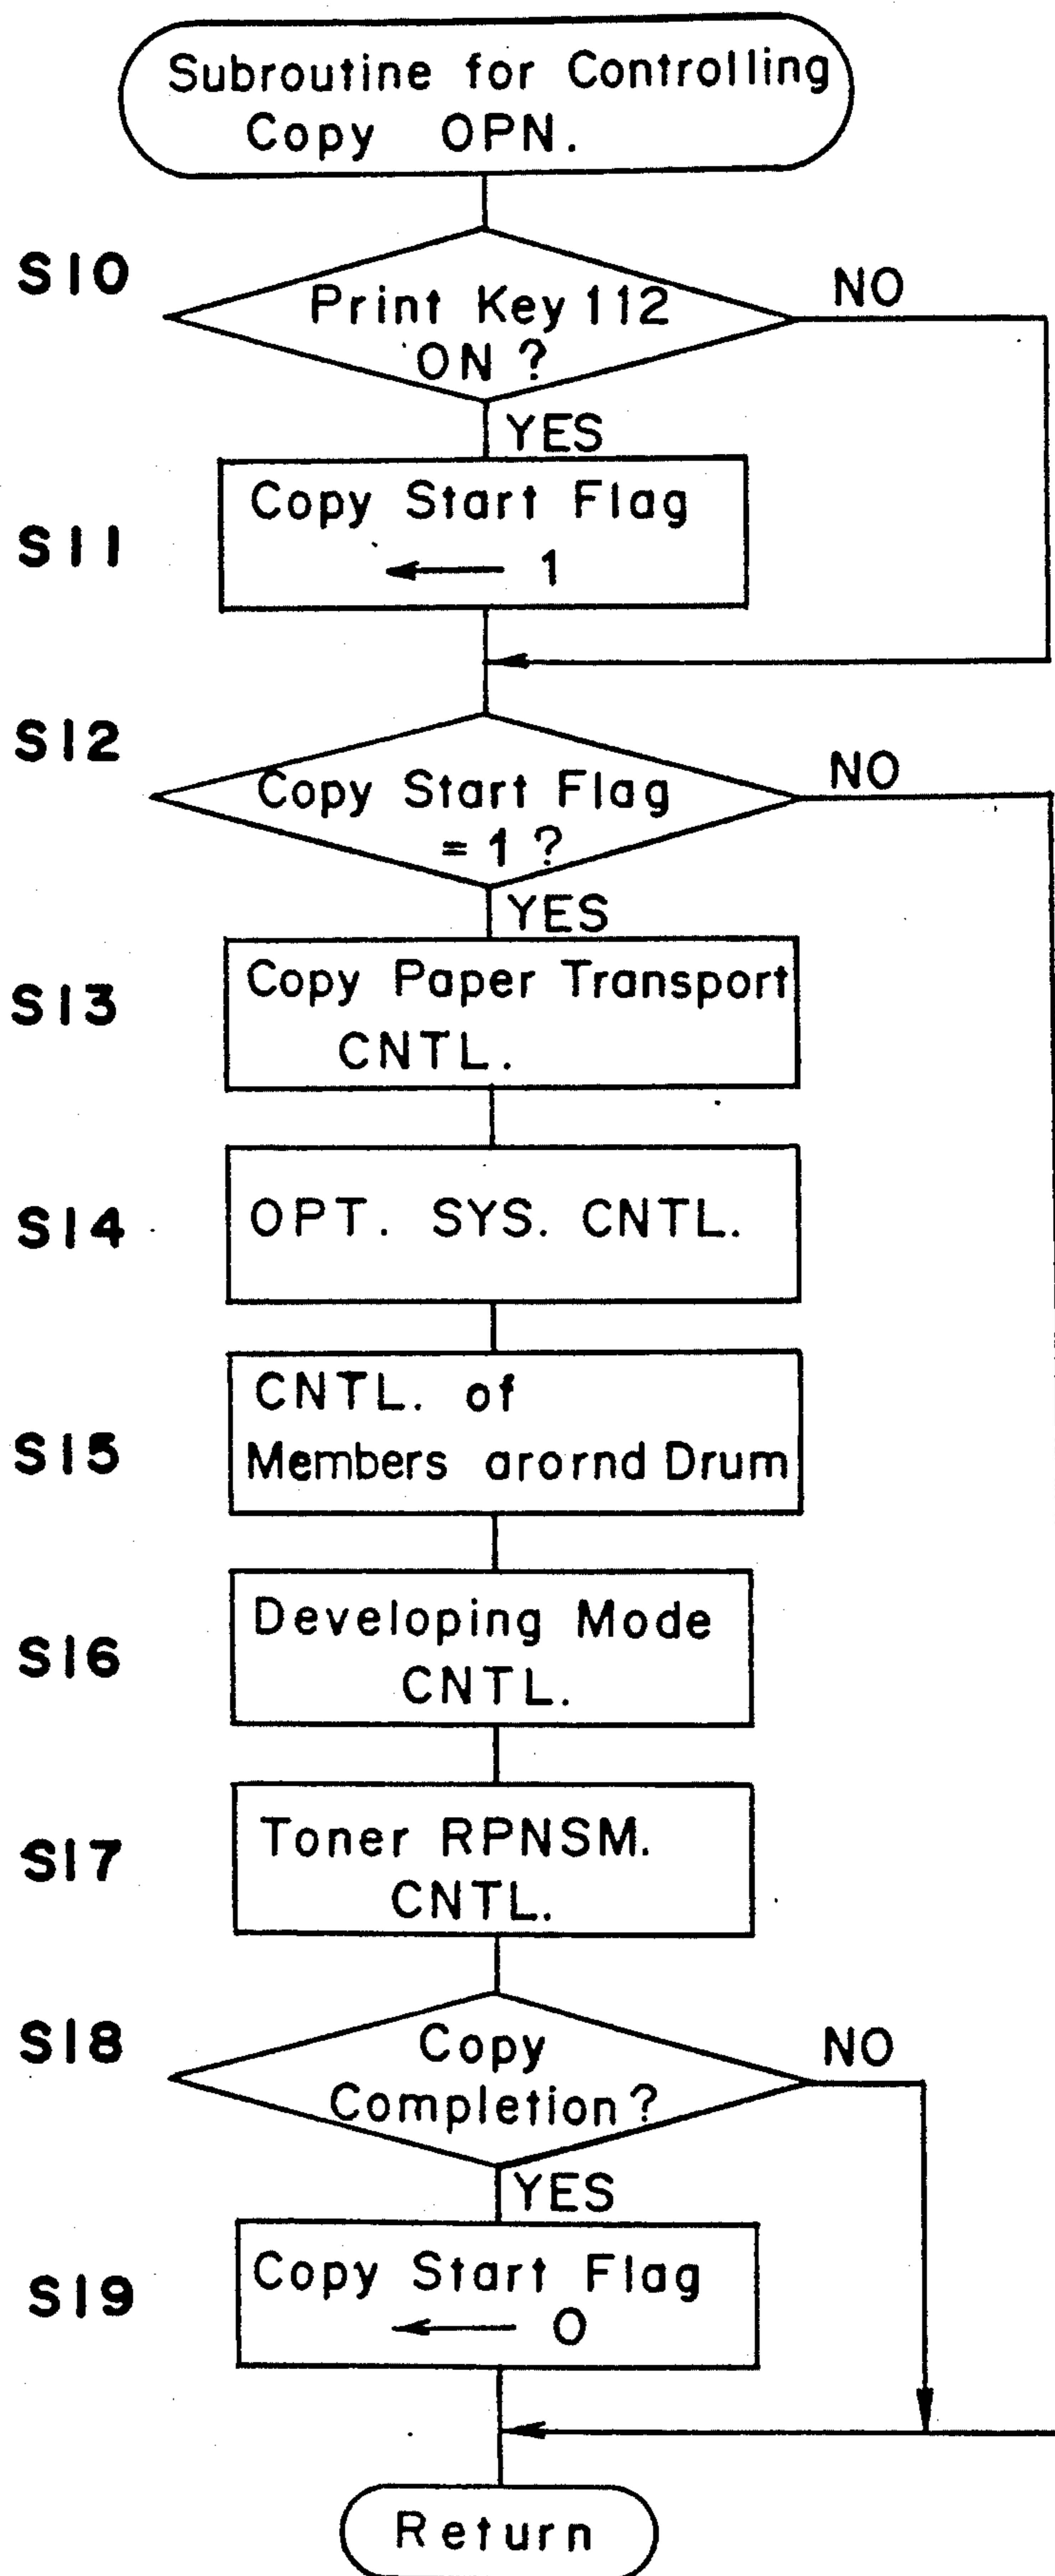 Subroutine for Controlling
Copy OPN.
S10
Print Key 112
ON ?
NO
YES
S11
Copy Start Flag
← 1
S12
Copy Start Flag
= 1 ?
NO
YES
S13
Copy Paper Transport
CNTL.
S14
OPT. SYS. CNTL.
S15
CNTL. of
Members arornd Drum
S16
Developing Mode
CNTL.
S17
Toner RPNSM.
CNTL.
S18
Copy
Completion ?
NO
YES
S19
Copy Start Flag
← 0
Return